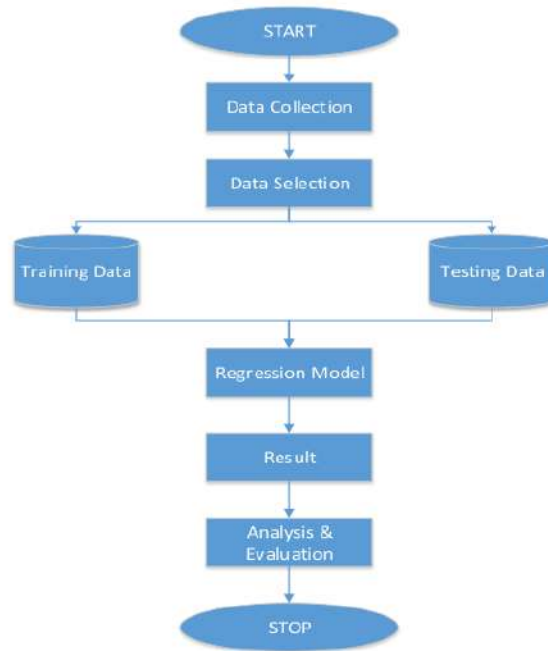 START
Data Collection
Data Selection
Training Data
Testing Data
Regression Model
Result
Analysis &
Evaluation
STOP